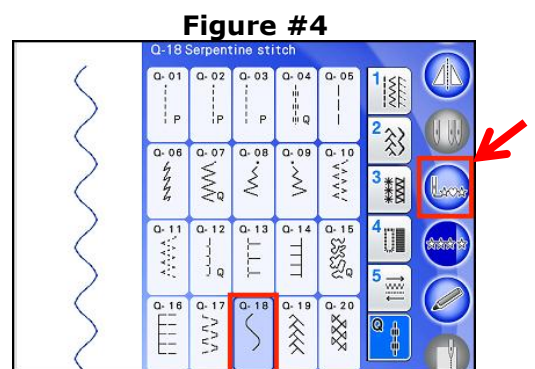 Figure #4
Q-18 Serpentine stitch
Q-01 Q-02 Q-03 Q-04 Q-05
P P P Q
1
Q-06 Q-07 Q-08 Q-09 Q-10
Q
2
3
Q-11 Q-12 Q-13 Q-14 Q-15
Q Q
4
5
Q-16 Q-17 Q-18 Q-19 Q-20
Q